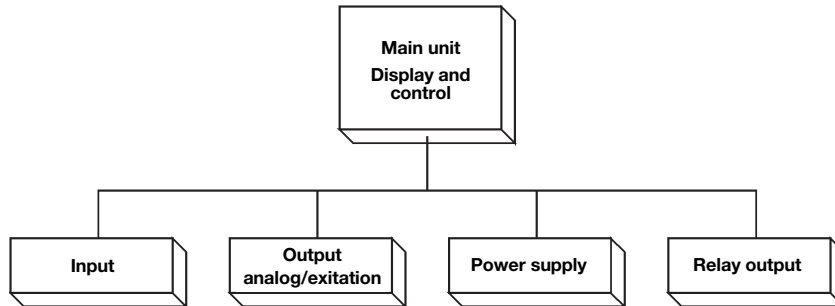 Main unit
Display and
control
Input
Output
analog/exitation
Power supply
Relay output